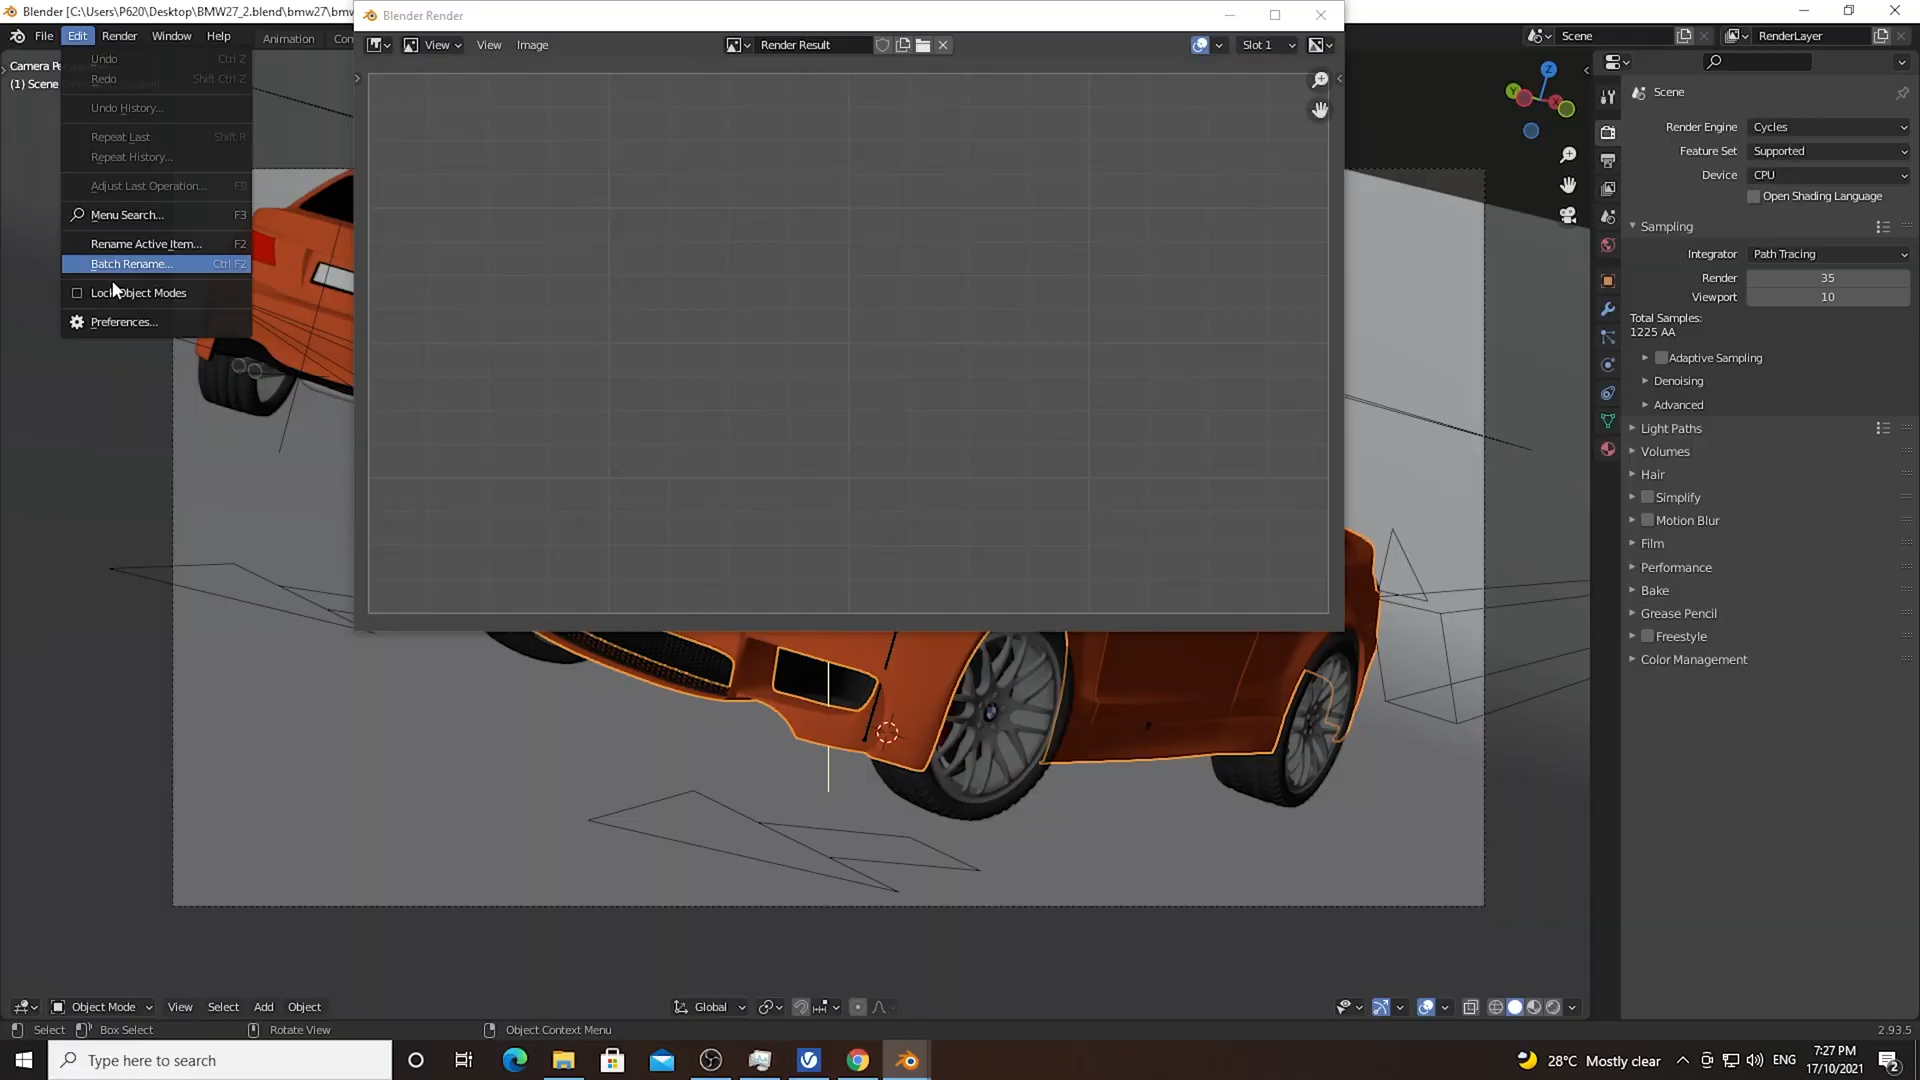 Blender [C:\Users\P620\Desktop\BMW27_2.blend\bmw27\bmw
Blender Render
File Edit Render Window Help Animation Con
View View Image Render Result Slot 1
Scene RenderLayer
Camera Pe
(1) Scene
Undo Ctrl Z
Redo Shift Ctrl Z
Undo History...
Repeat Last Shift R
Repeat History...
Adjust Last Operation... F9
Menu Search... F3
Rename Active Item... F2
Batch Rename... Ctrl F2
Lock Object Modes
Preferences...
Z
Y
X
Scene
Render Engine Cycles
Feature Set Supported
Device CPU
Open Shading Language
Sampling
Integrator Path Tracing
Render 35
Viewport 10
Total Samples:
1225 AA
Adaptive Sampling
Denoising
Advanced
Light Paths
Volumes
Hair
Simplify
Motion Blur
Film
Performance
Bake
Grease Pencil
Freestyle
Color Management
Object Mode View Select Add Object Global
Select Box Select Rotate View Object Context Menu 2.93.5
Type here to search 28°C Mostly clear ENG 7:27 PM
17/10/2021 2